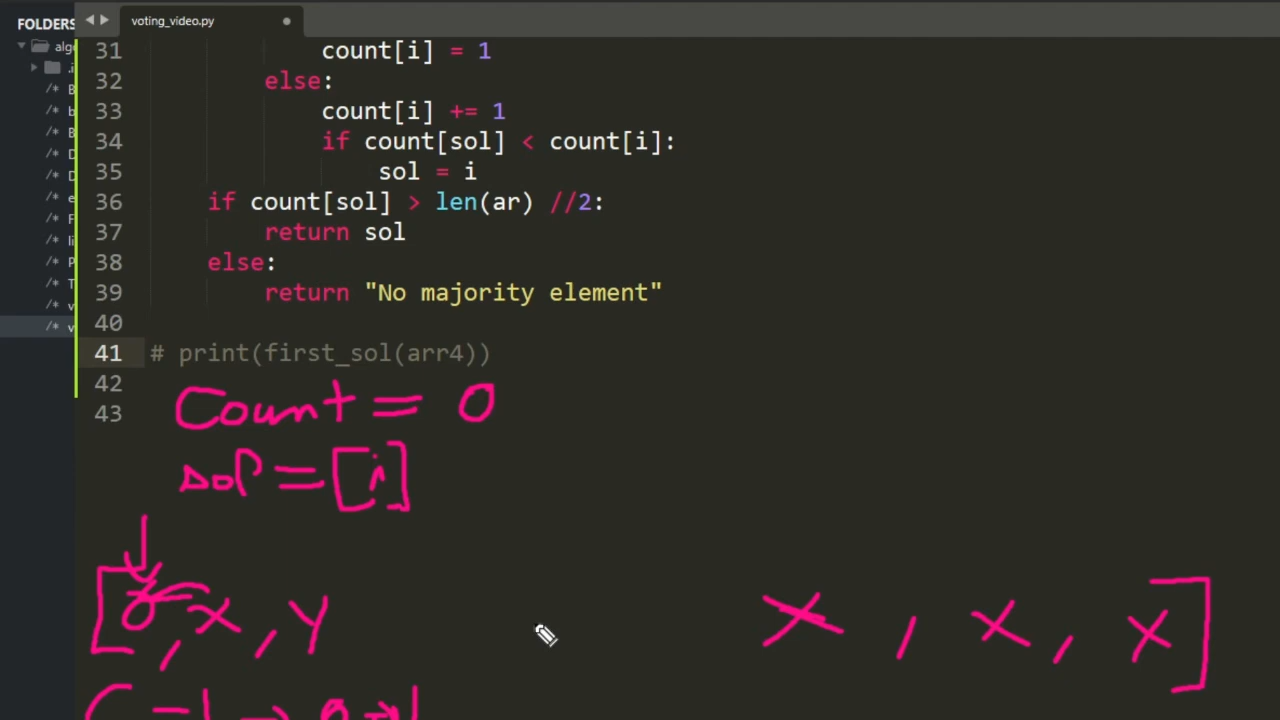 FOLDERS
voting_video.py
31 count[i] = 1
32 else:
33 count[i] += 1
34 if count[sol] < count[i]:
35 sol = i
36 if count[sol] > len(ar) //2:
37 return sol
38 else:
39 return "No majority element"
40
41 # print(first_sol(arr4))
42
43
Count = 0
sol = [i]
, x, y x, x, x]